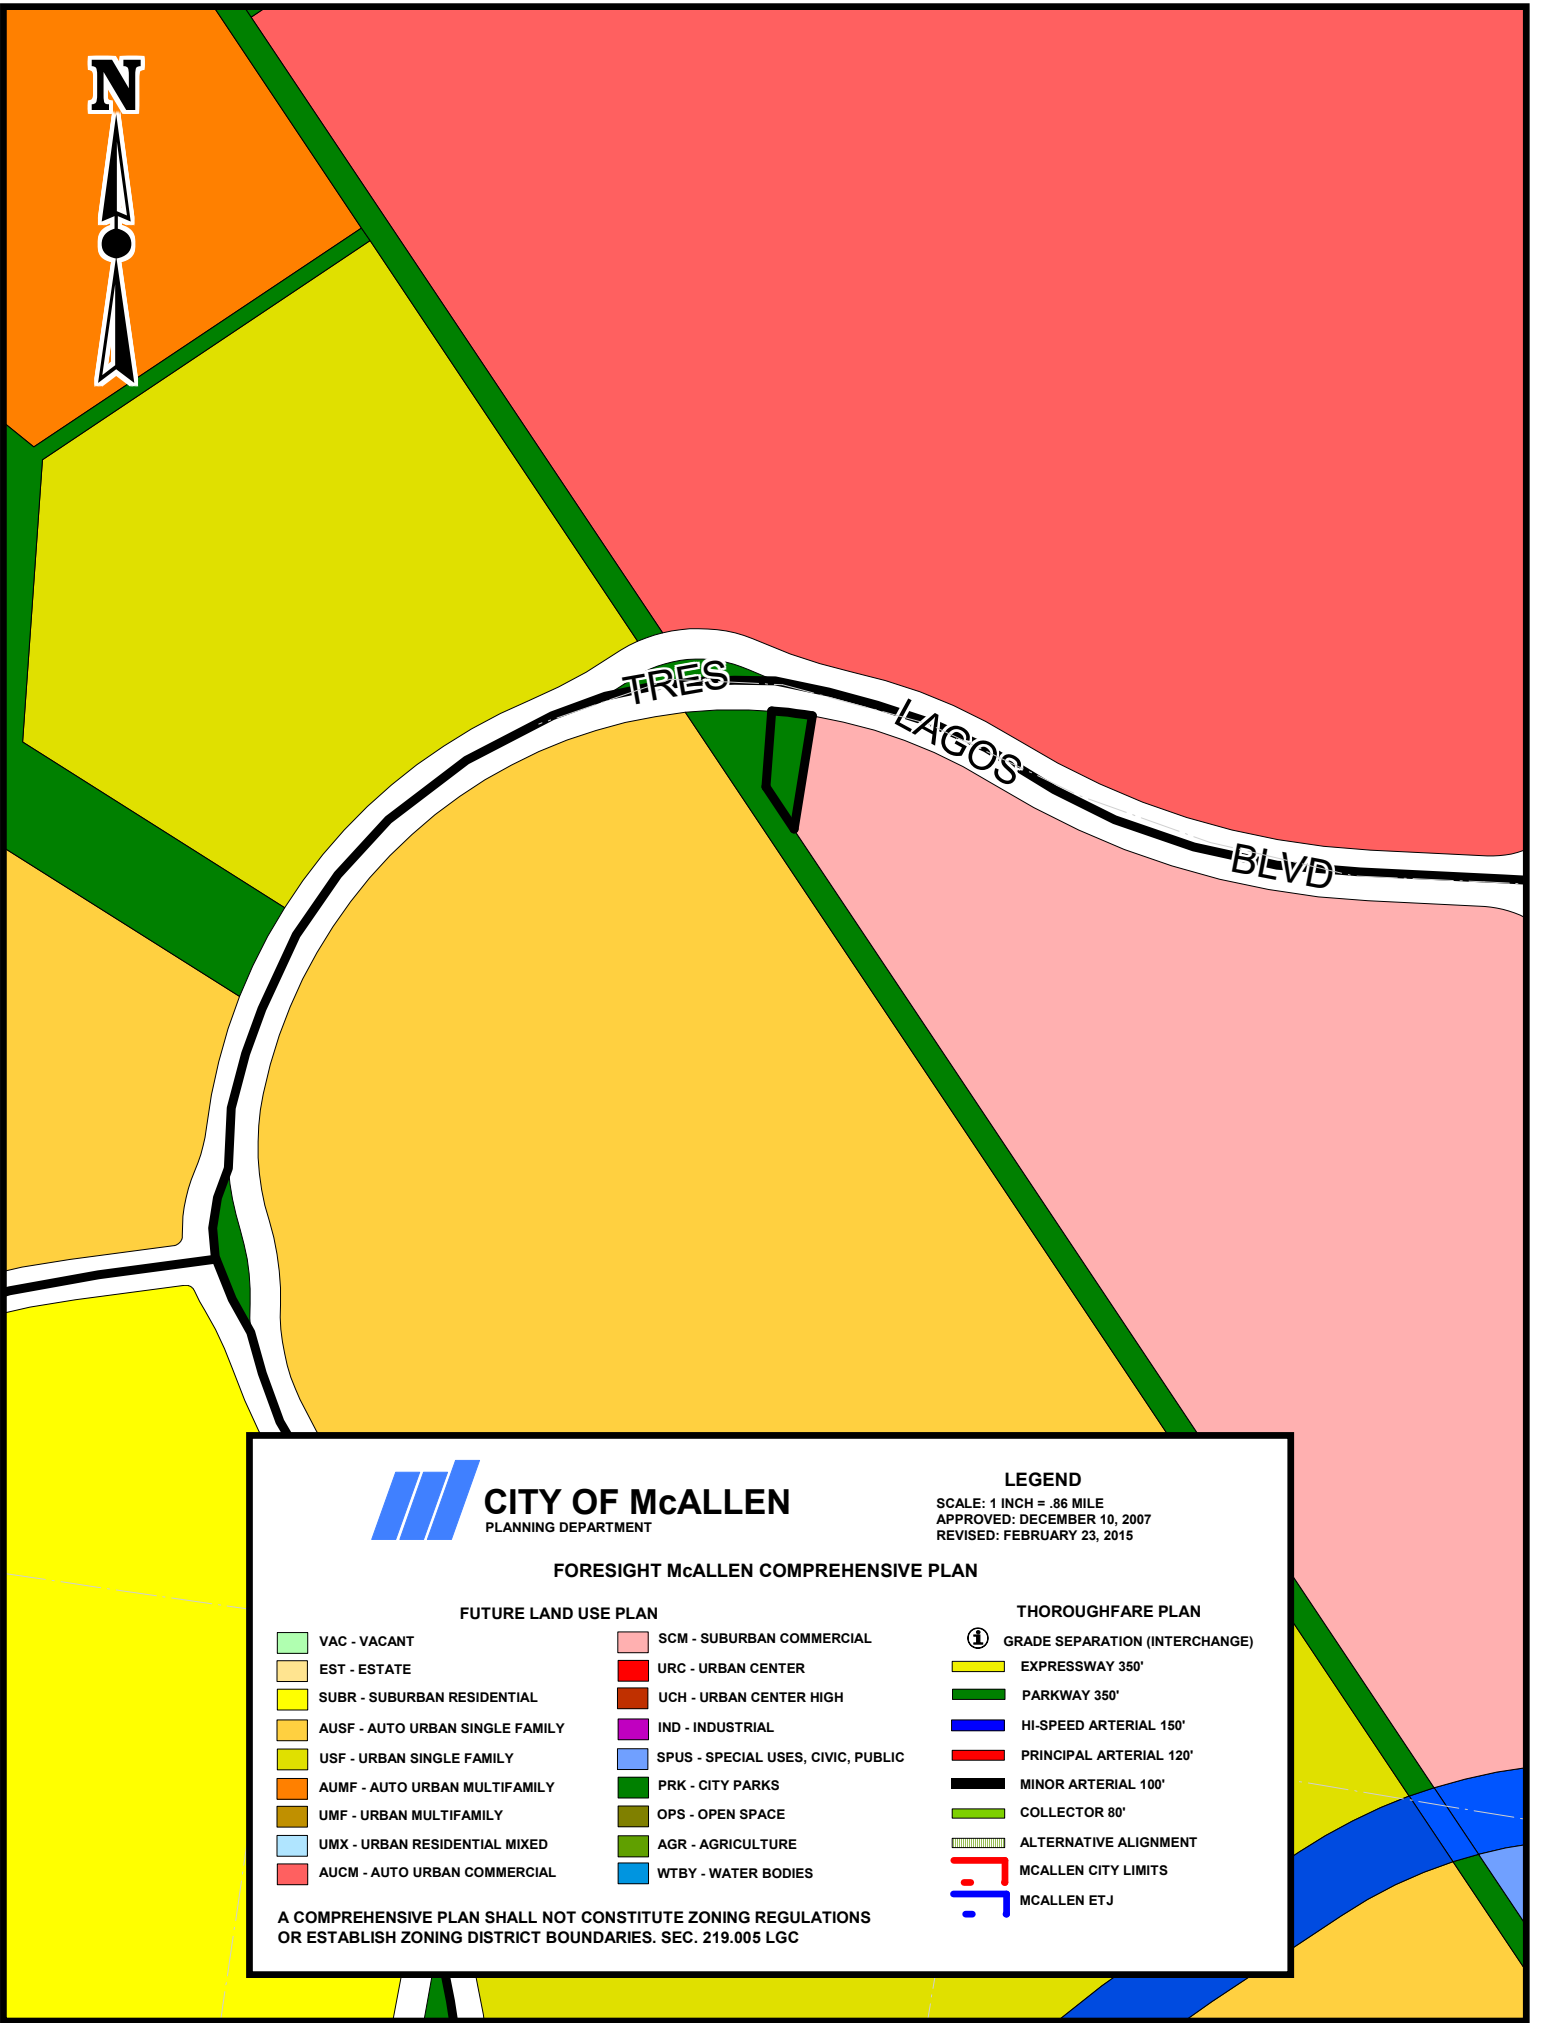 N
TRES
LAGOS
BLVD
CITY OF McALLEN
PLANNING DEPARTMENT
LEGEND
SCALE: 1 INCH = .86 MILE
APPROVED: DECEMBER 10, 2007
REVISED: FEBRUARY 23, 2015
FORESIGHT McALLEN COMPREHENSIVE PLAN
FUTURE LAND USE PLAN
VAC - VACANT
EST - ESTATE
SUBR - SUBURBAN RESIDENTIAL
AUSF - AUTO URBAN SINGLE FAMILY
USF - URBAN SINGLE FAMILY
AUMF - AUTO URBAN MULTIFAMILY
UMF - URBAN MULTIFAMILY
UMX - URBAN RESIDENTIAL MIXED
AUCM - AUTO URBAN COMMERCIAL
SCM - SUBURBAN COMMERCIAL
URC - URBAN CENTER
UCH - URBAN CENTER HIGH
IND - INDUSTRIAL
SPUS - SPECIAL USES, CIVIC, PUBLIC
PRK - CITY PARKS
OPS - OPEN SPACE
AGR - AGRICULTURE
WTBY - WATER BODIES
THOROUGHFARE PLAN
GRADE SEPARATION (INTERCHANGE)
EXPRESSWAY 350'
PARKWAY 350'
HI-SPEED ARTERIAL 150'
PRINCIPAL ARTERIAL 120'
MINOR ARTERIAL 100'
COLLECTOR 80'
ALTERNATIVE ALIGNMENT
MCALLEN CITY LIMITS
MCALLEN ETJ
A COMPREHENSIVE PLAN SHALL NOT CONSTITUTE ZONING REGULATIONS
OR ESTABLISH ZONING DISTRICT BOUNDARIES. SEC. 219.005 LGC